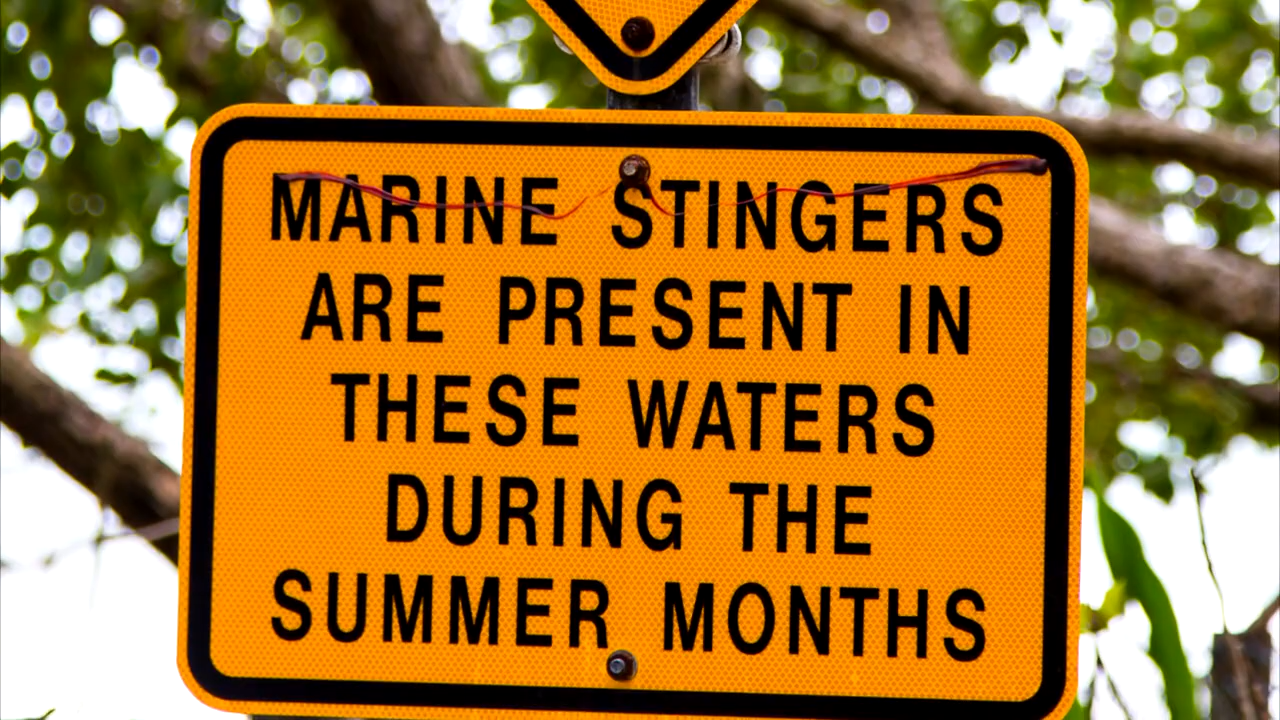 MARINE STINGERS
ARE PRESENT IN
THESE WATERS
DURING THE
SUMMER MONTHS